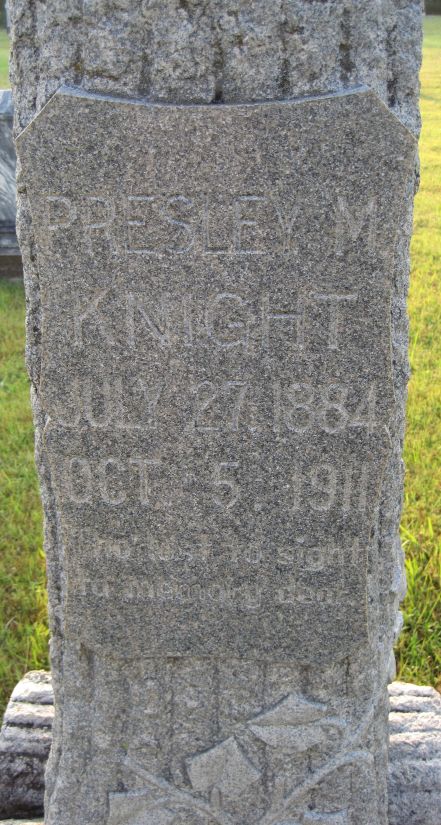 PRESLEY M
KNIGHT
JULY 27. 1884
OCT. 5. 1911
Tho lost to sight
To Memory dear.